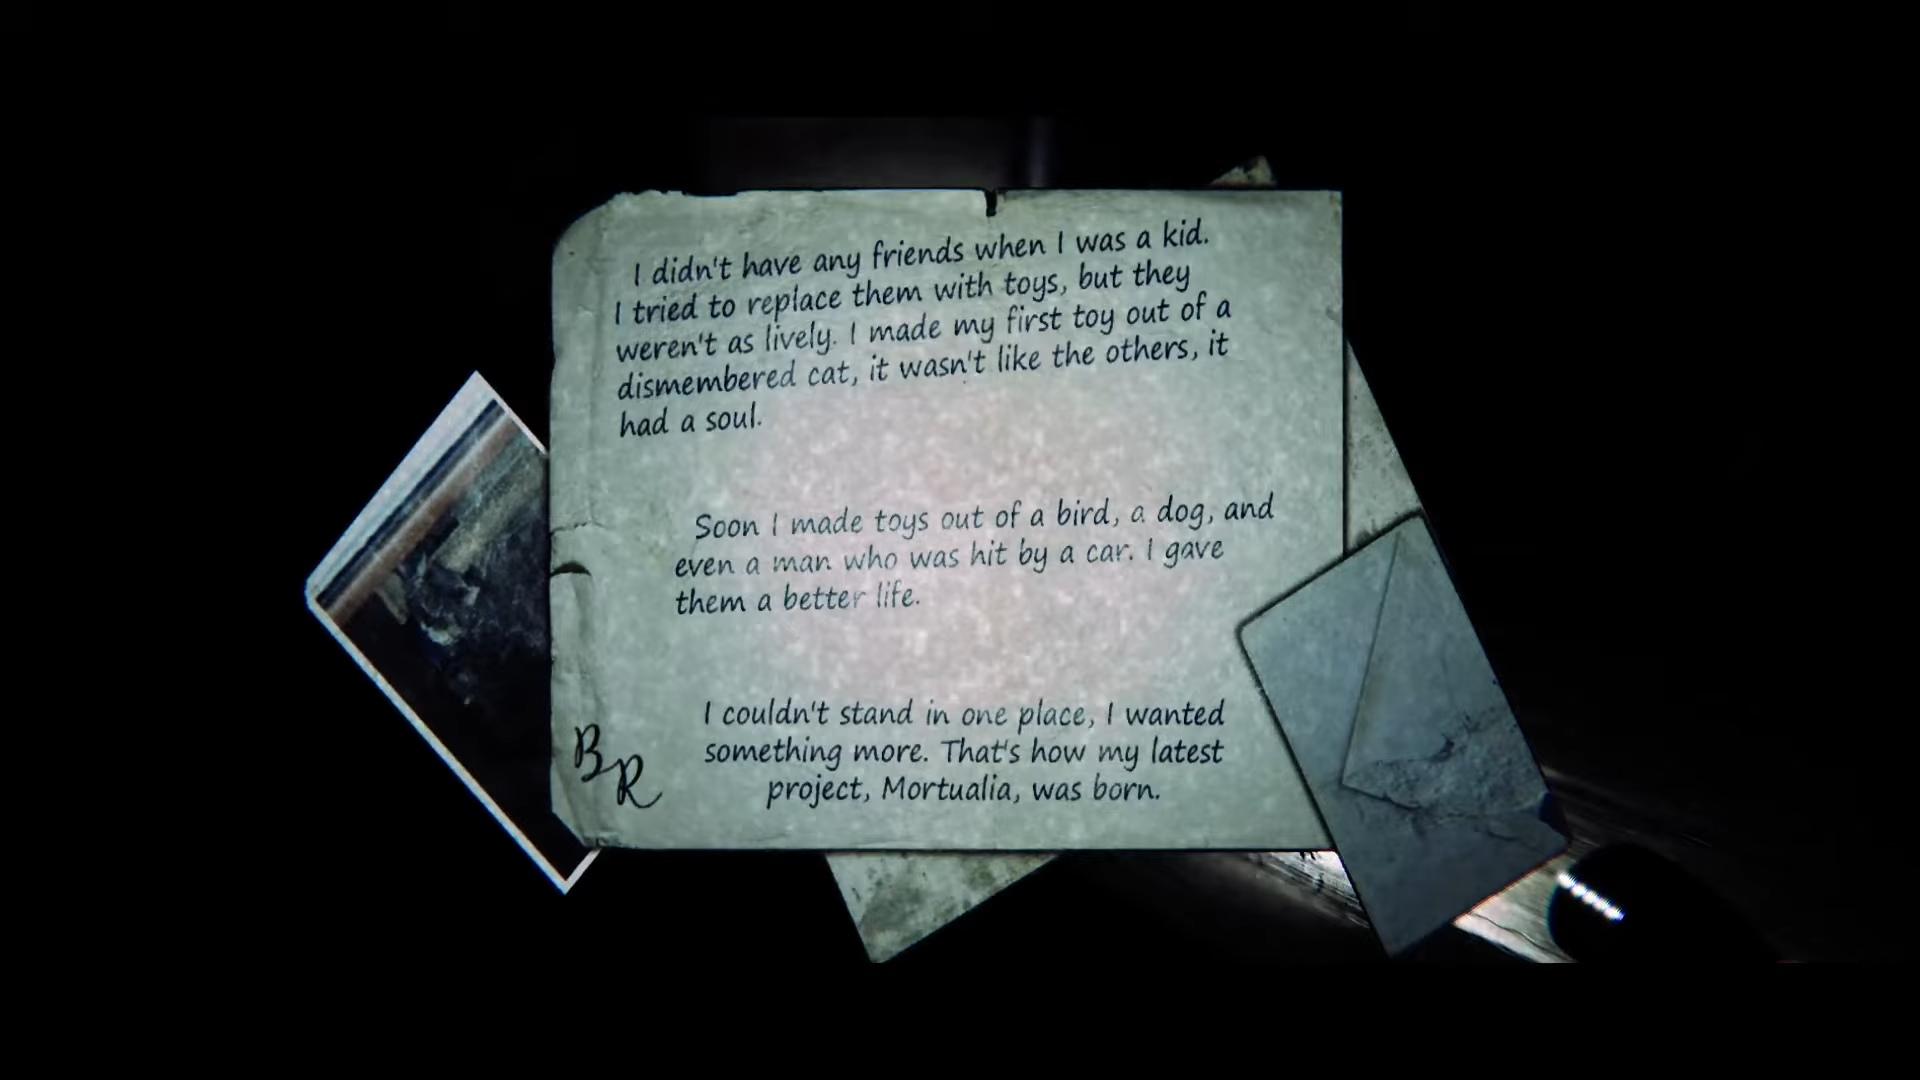 I didn't have any friends when I was a kid.
I tried to replace them with toys, but they
weren't as lively. I made my first toy out of a
dismembered cat, it wasn't like the others, it
had a soul.
Soon I made toys out of a bird, a dog, and
even a man who was hit by a car. I gave
them a better life.
I couldn't stand in one place, I wanted
something more. That's how my latest
project, Mortualia, was born.
BR